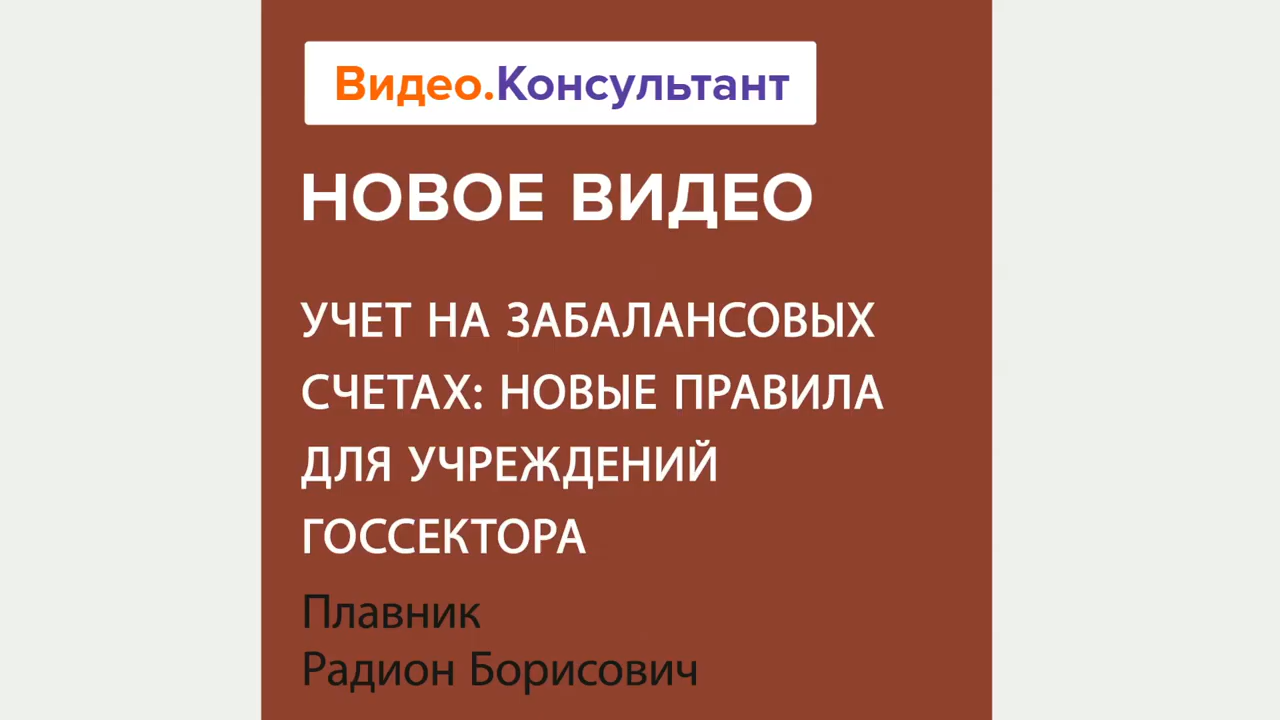 Видео.Консультант
НОВОЕ ВИДЕО
УЧЕТ НА ЗАБАЛАНСОВЫХ
СЧЕТАХ: НОВЫЕ ПРАВИЛА
ДЛЯ УЧРЕЖДЕНИЙ
ГОССЕКТОРА
Плавник
Радион Борисович